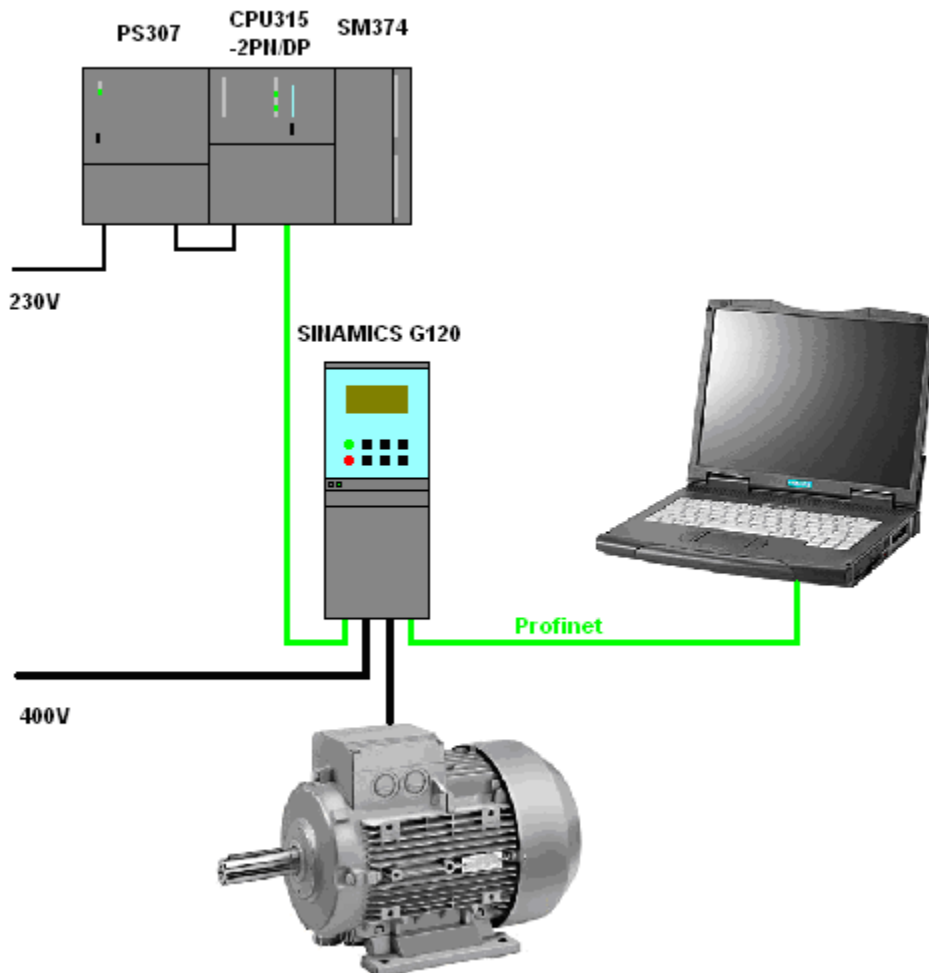 PS307
CPU315
-2PN/DP
SM374
230V
SINAMICS G120
Profinet
400V